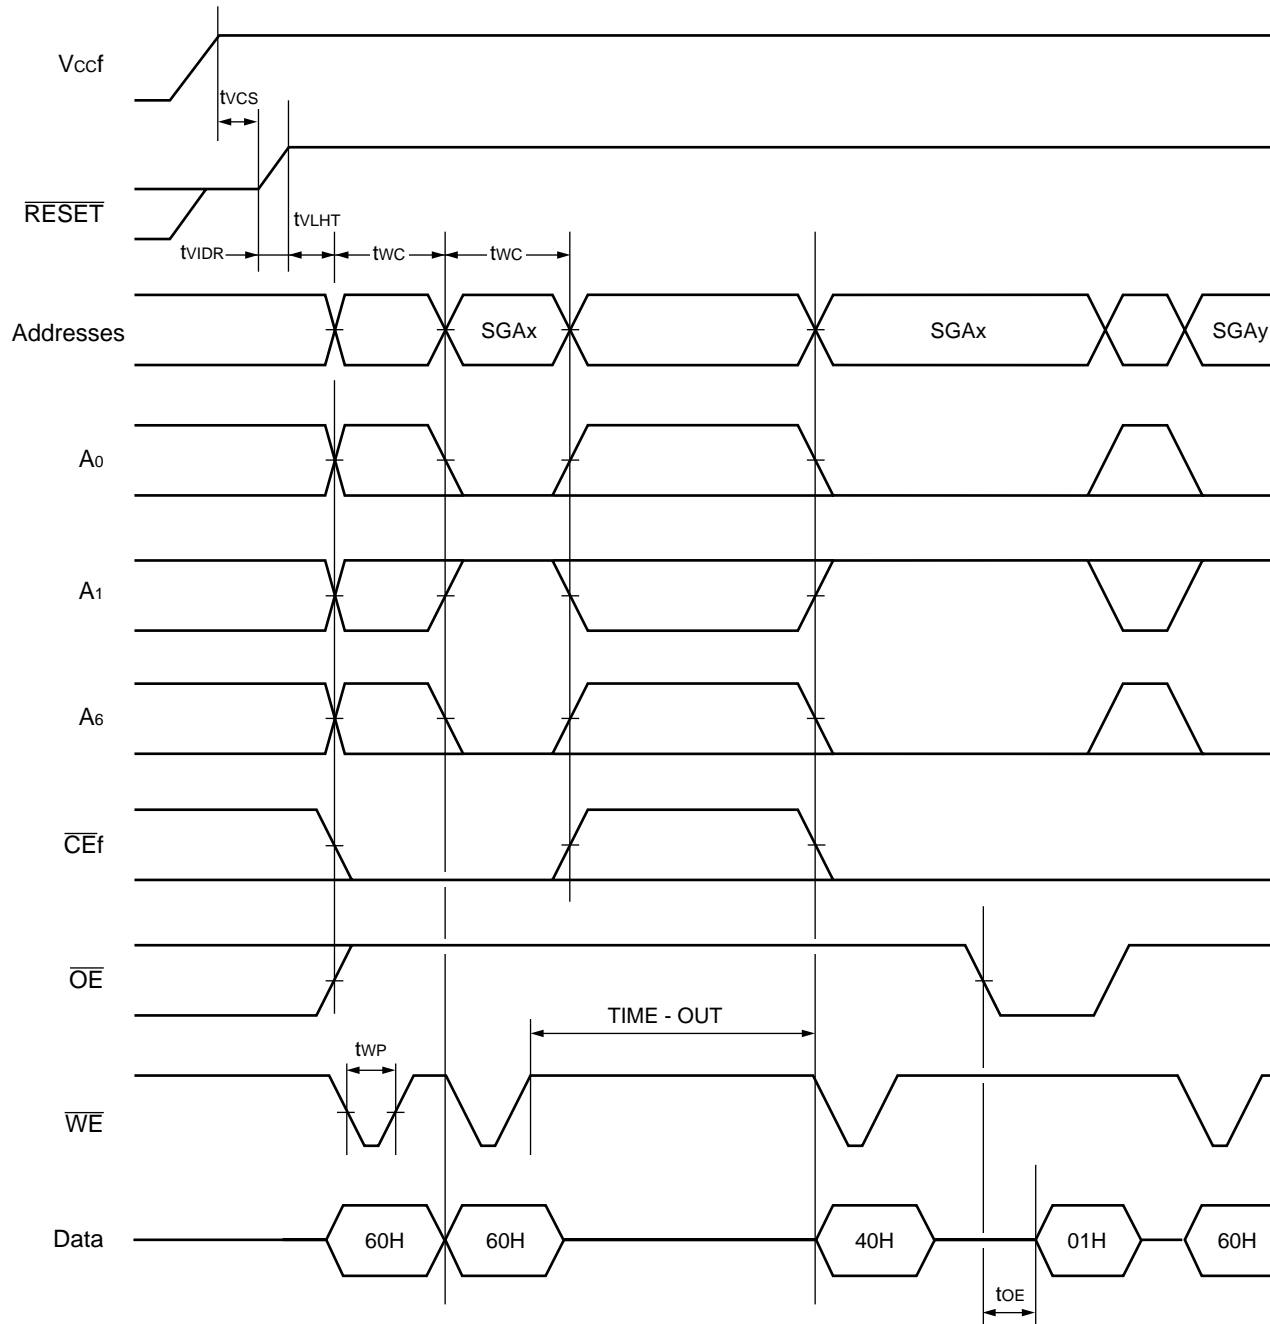 Vccf
tVCS
RESET
tVLHT
tVIDR tWC tWC
Addresses SGAx SGAx SGAy
A0
A1
A6
CEf
OE
TIME - OUT
tWP
WE
Data 60H 60H 40H 01H 60H
tOE